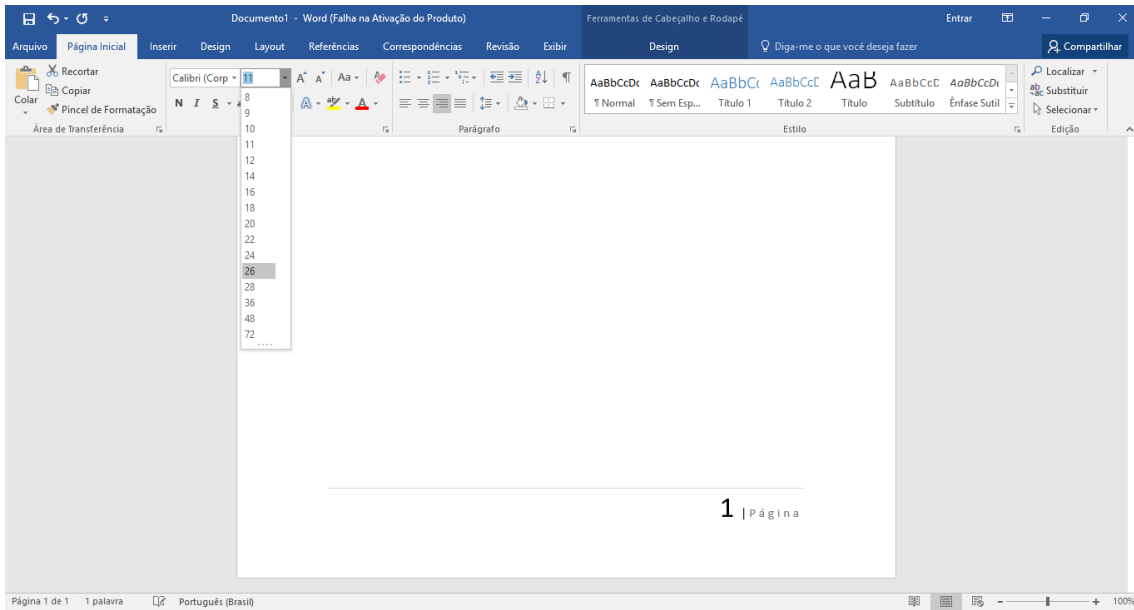 Documento1 - Word (Falha na Ativação do Produto) Ferramentas de Cabeçalho e Rodapé Entrar
Arquivo Página Inicial Inserir Design Layout Referências Correspondências Revisão Exibir Design Diga-me o que você deseja fazer Compartilhar
Colar
Recortar
Copiar
Pincel de Formatação
Área de Transferência
Calibri (Corp 11
N I S
Aa
8
9
10
11
12
14
16
18
20
22
24
26
28
36
48
72
Parágrafo
AaBbCcDc AaBbCcDc AaBbCc AaBbCcC AaB AaBbCcD AaBbCcDc
¶ Normal ¶ Sem Esp... Título 1 Título 2 Título Subtítulo Ênfase Sutil
Estilo
Localizar
Substituir
Selecionar
Edição
1 | Página
Página 1 de 1 1 palavra Português (Brasil) 100%